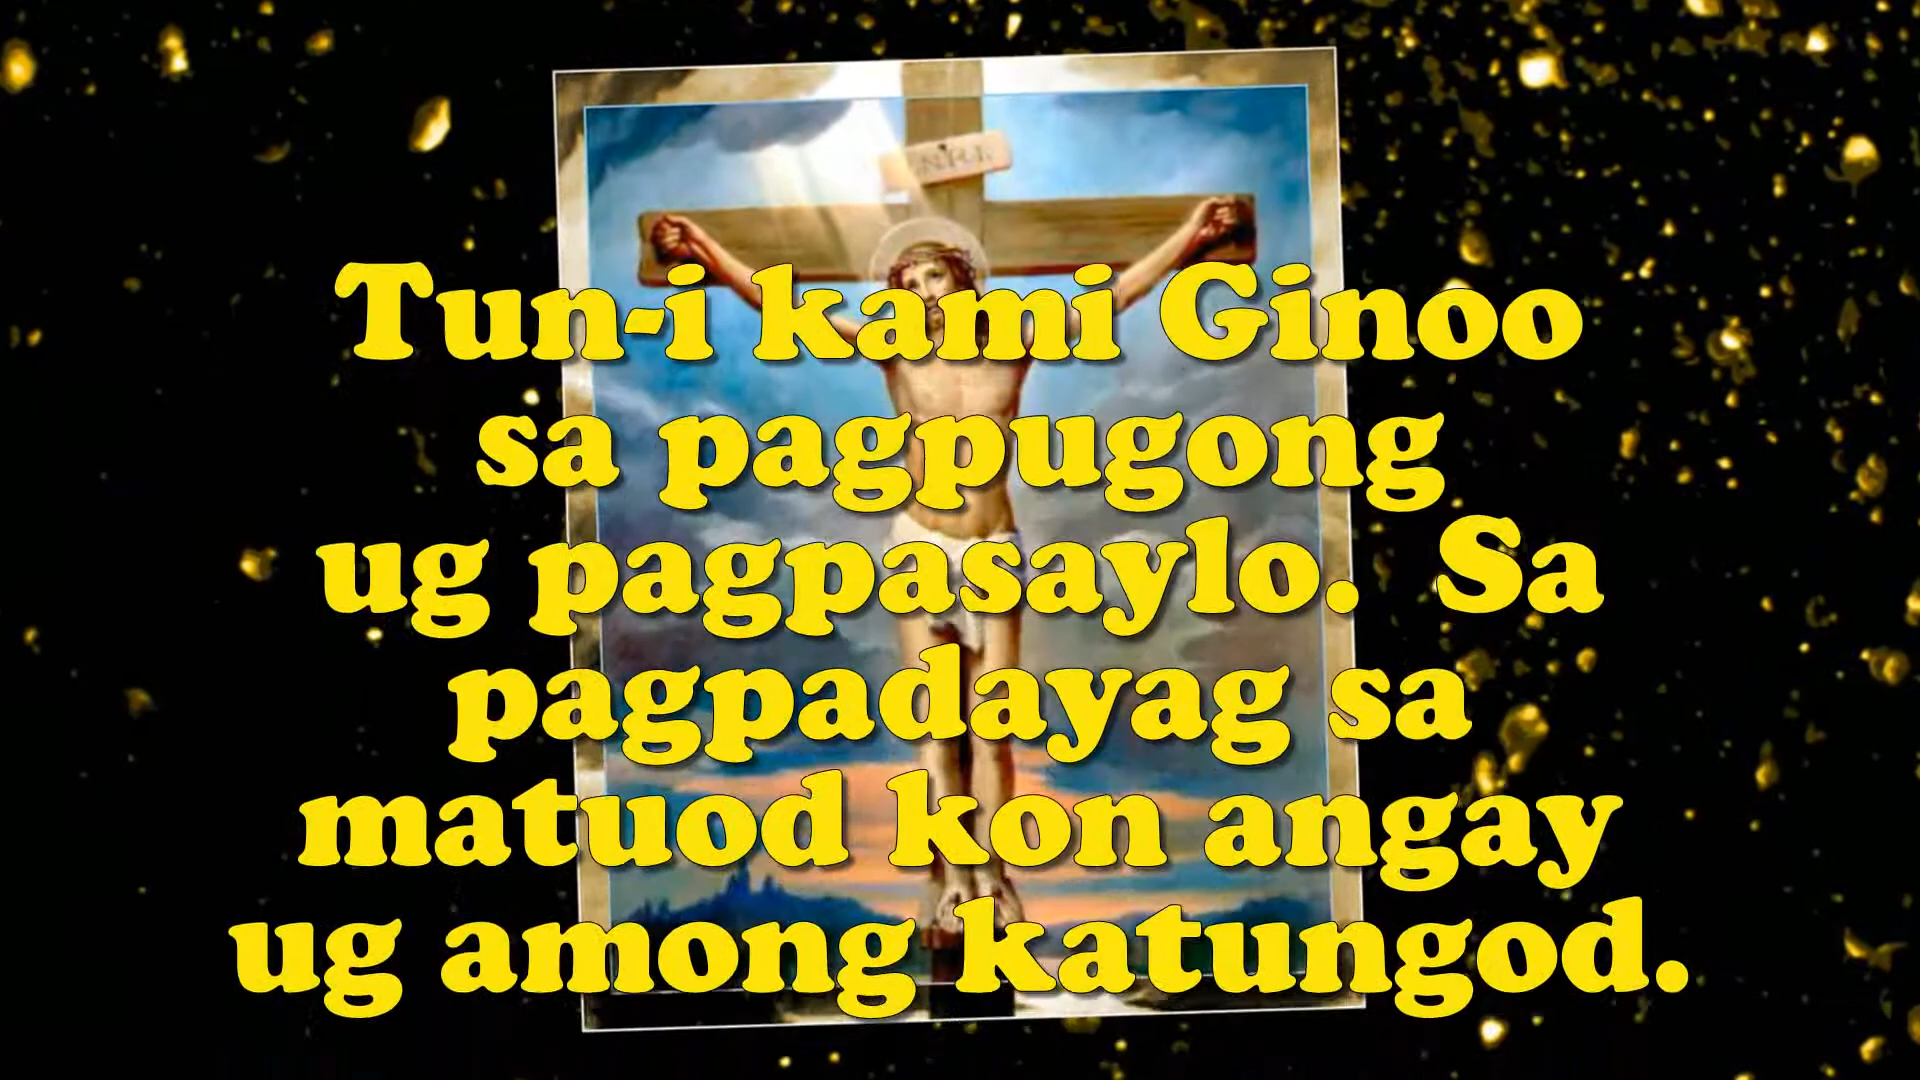 I.N.R.I.
Tun-i kami Ginoo
sa pagpugong
ug pagpasaylo.  Sa
pagpadayag sa
matuod kon angay
ug among katungod.